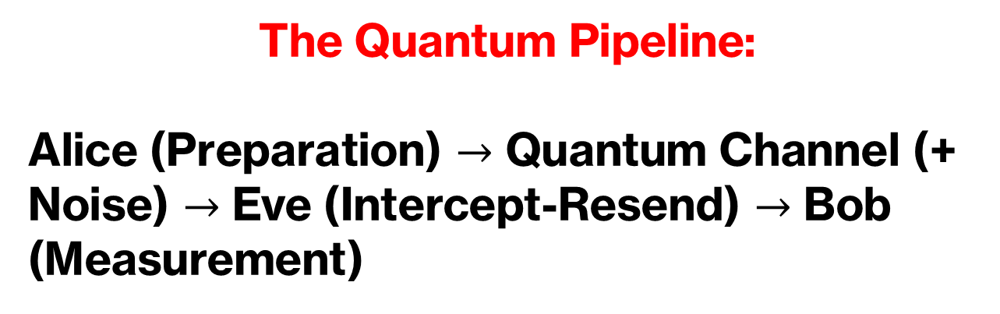 The Quantum Pipeline:
Alice (Preparation) → Quantum Channel (+
Noise) → Eve (Intercept-Resend) → Bob
(Measurement)